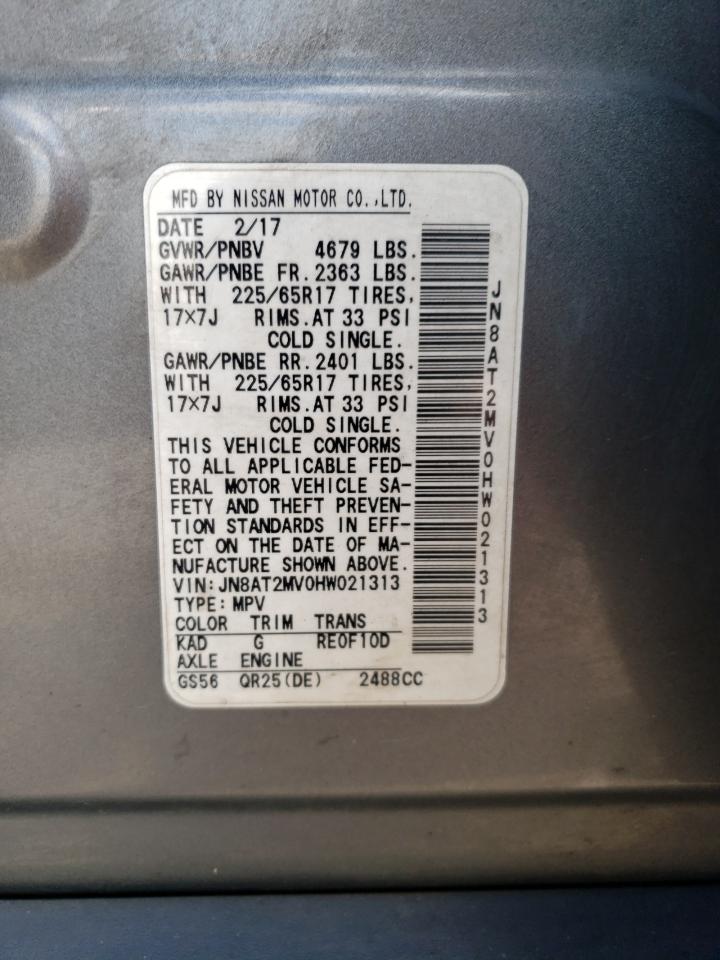 MFD BY NISSAN MOTOR CO.,LTD.
DATE 2/17
GVWR/PNBV 4679 LBS.
GAWR/PNBE FR. 2363 LBS.
WITH 225/65R17 TIRES,
17×7J RIMS.AT 33 PSI
COLD SINGLE.
GAWR/PNBE RR. 2401 LBS.
WITH 225/65R17 TIRES,
17×7J RIMS.AT 33 PSI
COLD SINGLE.
THIS VEHICLE CONFORMS
TO ALL APPLICABLE FED-
ERAL MOTOR VEHICLE SA-
FETY AND THEFT PREVEN-
TION STANDARDS IN EFF-
ECT ON THE DATE OF MA-
NUFACTURE SHOWN ABOVE.
VIN:JN8AT2MV0HW021313
TYPE:MPV
COLOR TRIM TRANS
KAD G RE0F10D
AXLE ENGINE
GS56 QR25(DE) 2488CC
JN8AT2MV0HW021313